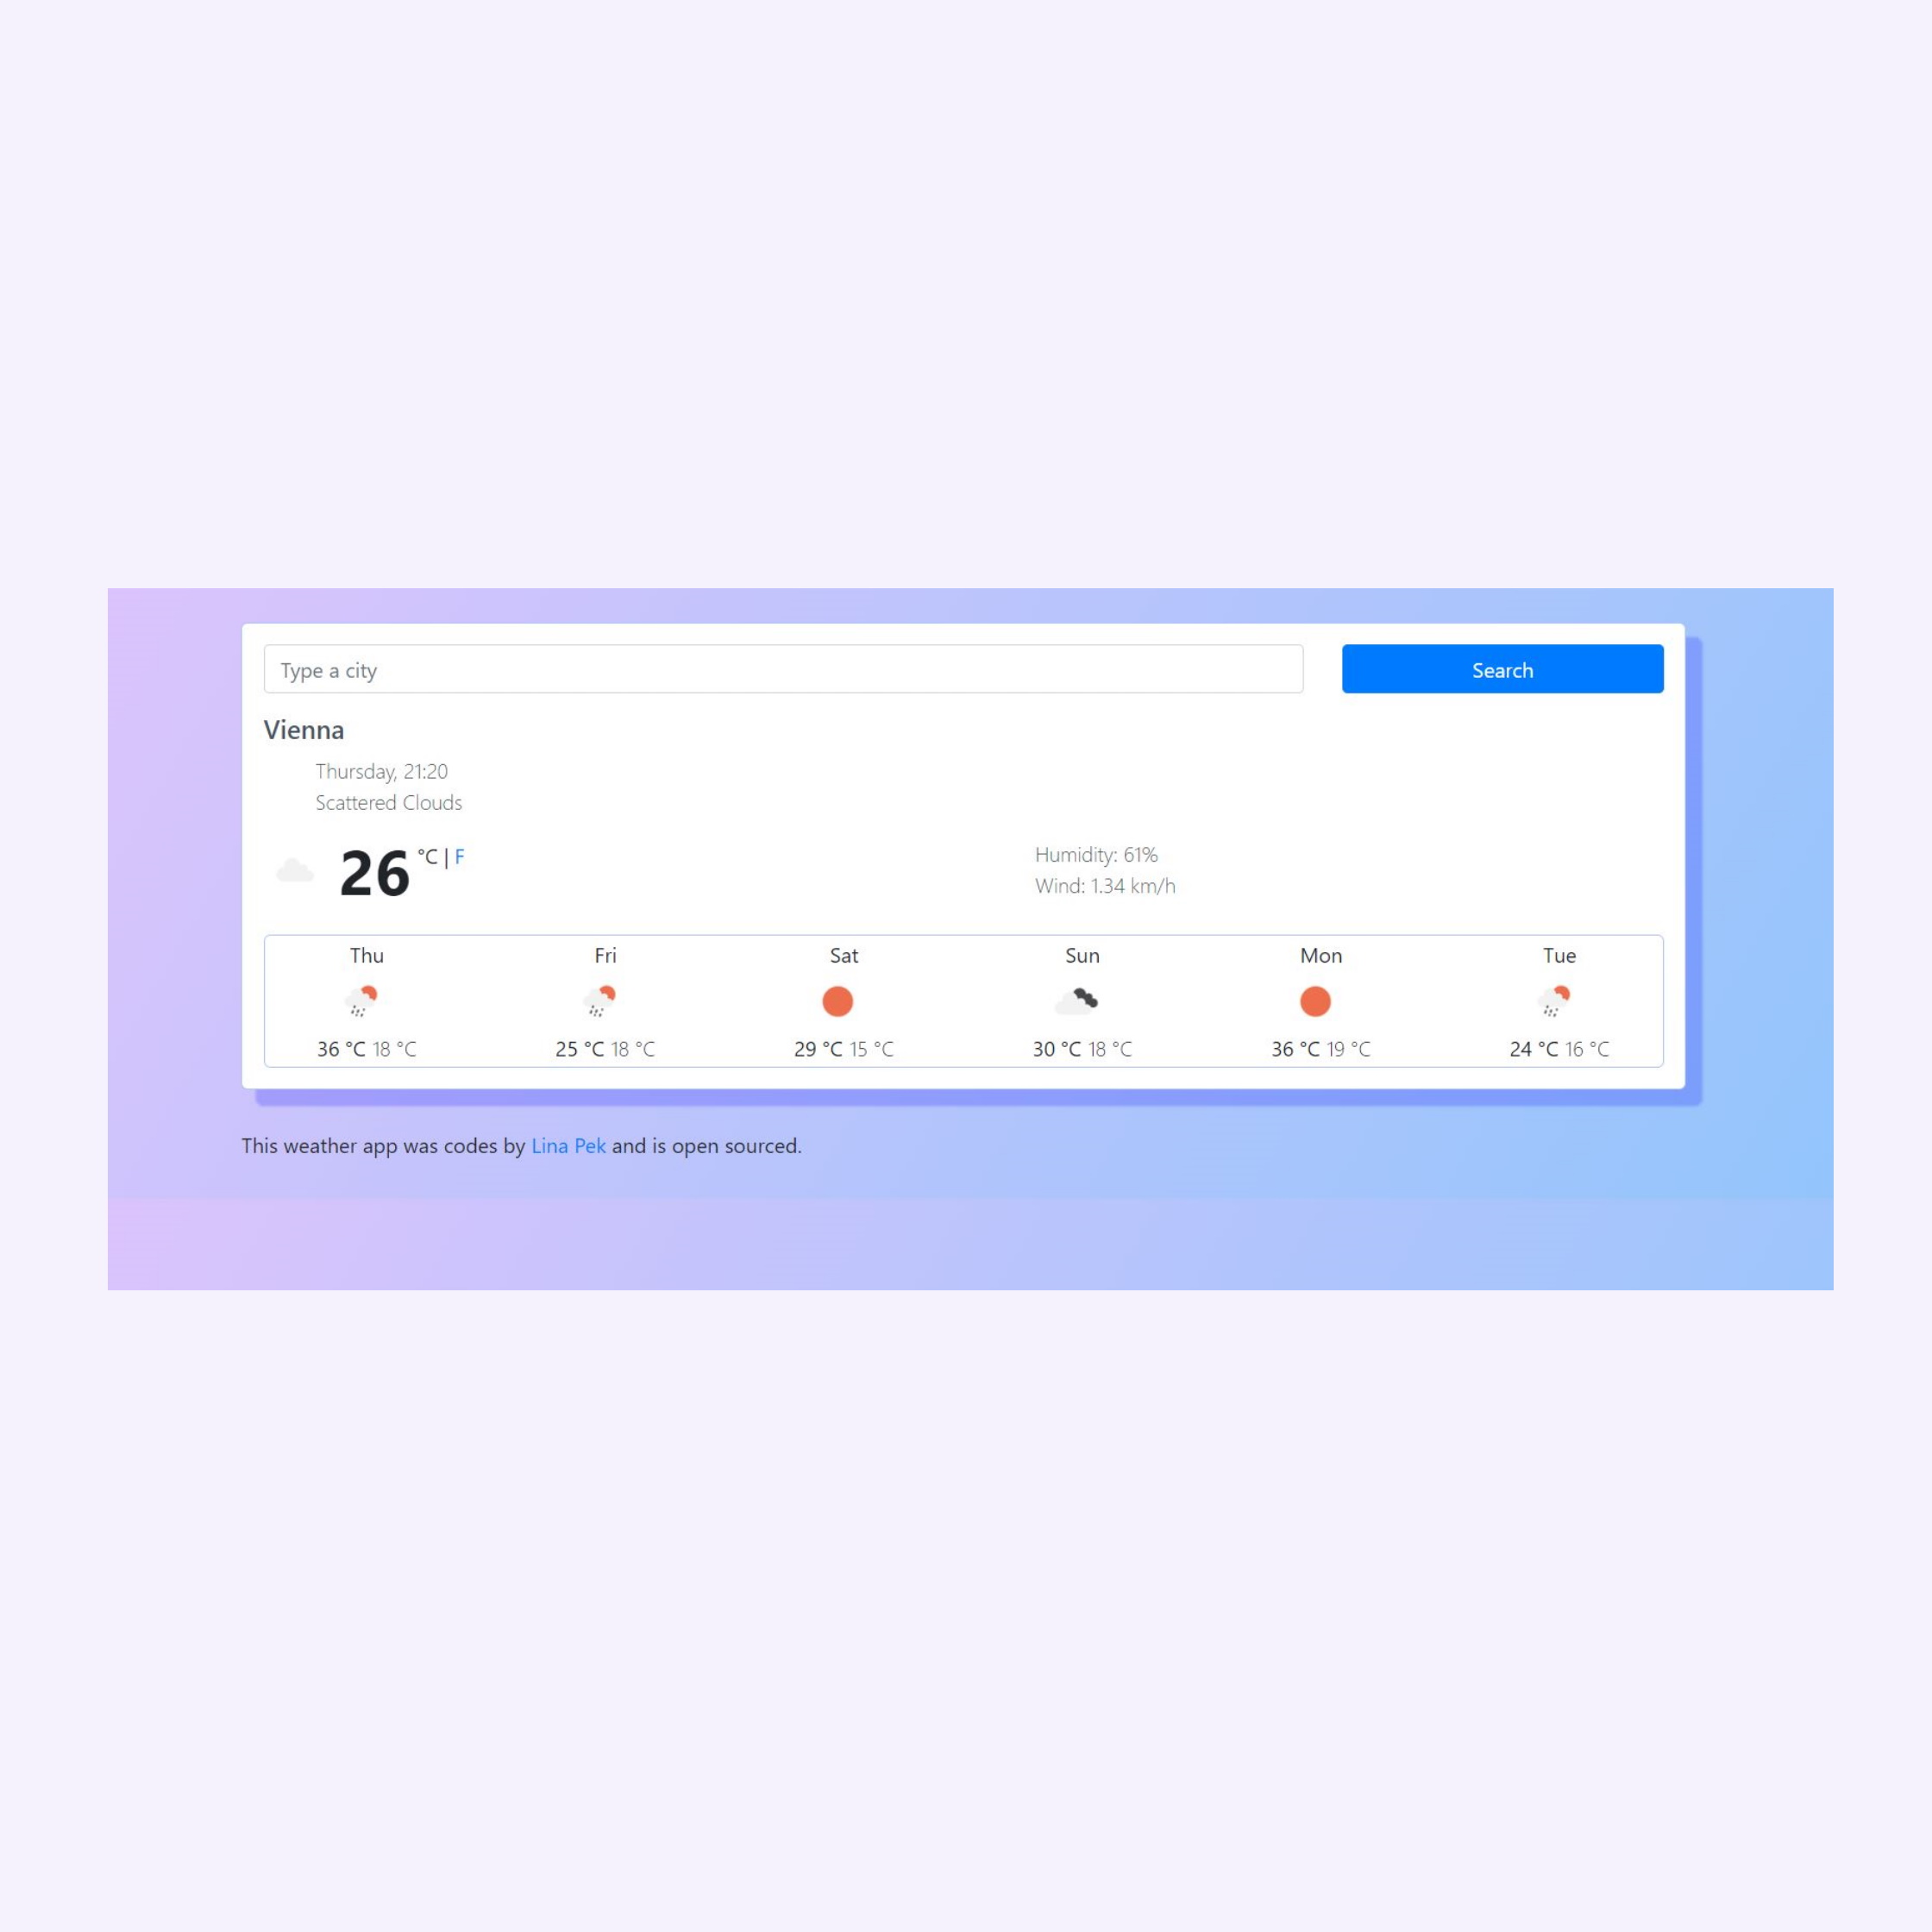 Type a city
Search
Vienna
Thursday, 21:20
Scattered Clouds
26 °C | F
Humidity: 61%
Wind: 1.34 km/h
Thu Fri Sat Sun Mon Tue
36 °C 18 °C 25 °C 18 °C 29 °C 15 °C 30 °C 18 °C 36 °C 19 °C 24 °C 16 °C
This weather app was codes by Lina Pek and is open sourced.